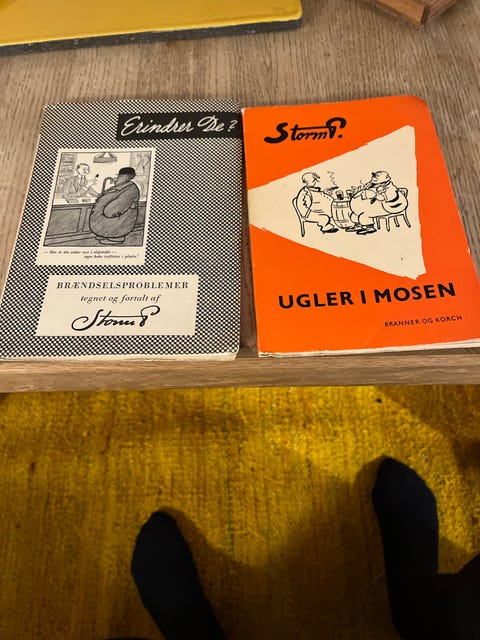 Erindrer De?
BRÆNDSELSPROBLEMER
tegnet og fortalt af
Storm P
Storm P.
UGLER I MOSEN
BRANNER OG KORCH